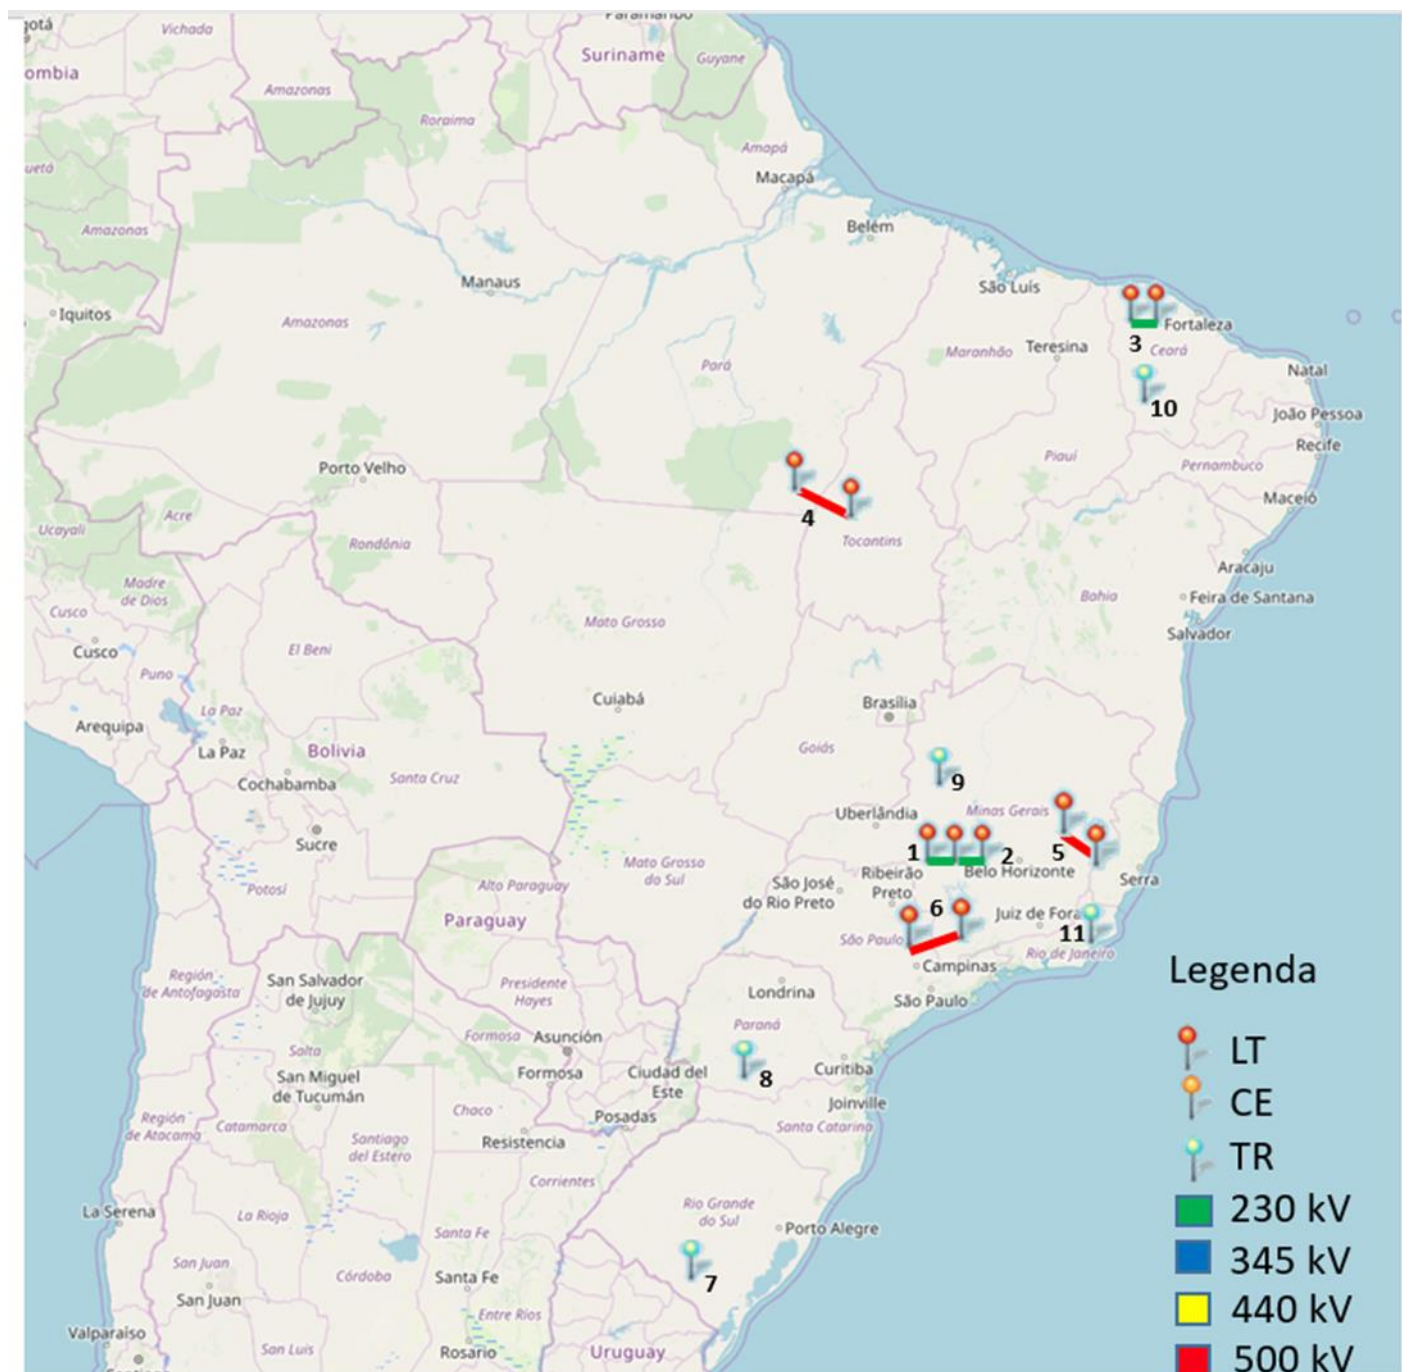 gotá
Vichada
Paramaribo
ombia
Suriname
Guyane
Amazonas
Roraima
Amapá
uetá
Macapá
Amazonas
Belém
Manaus
São Luís
Iquitos
Amazonas
Fortaleza
3
Ceará
Maranhão
Teresina
Pará
Natal
10
João Pessoa
Recife
Piauí
Pernambuco
Porto Velho
Maceió
Acre
4
Ucayali
Rondônia
Tocantins
Aracaju
Madre
de Dios
Bahia
Feira de Santana
Cusco
Mato Grosso
Salvador
Cusco
El Beni
Puno
Cuiabá
Brasília
La Paz
Arequipa
La Paz
Bolivia
Goiás
Santa Cruz
Cochabamba
9
Uberlândia
Minas Gerais
Sucre
1
2
5
Mato Grosso
do Sul
Ribeirão
Preto
Belo Horizonte
Serra
Potosí
Alto Paraguay
São José
do Rio Preto
6
Juiz de Fora
Paraguay
São Paulo
11
Rio de Janeiro
Campinas
Legenda
Región
de Antofagasta
San Salvador
de Jujuy
Presidente
Hayes
Londrina
São Paulo
Paraná
Formosa
Asunción
LT
Salta
8
Curitiba
San Miguel
de Tucumán
Formosa
Ciudad del
Este
CE
Joinville
Región
de Atacama
Catamarca
Chaco
Posadas
Santa Catarina
Santiago
del Estero
Resistencia
TR
Corrientes
La Serena
La Rioja
Rio Grande
do Sul
230 kV
Santa Fe
Porto Alegre
San Juan
345 kV
Córdoba
Santa Fe
7
San Juan
Entre Ríos
440 kV
Valparaíso
San Luis
Rosario
Uruguay
500 kV